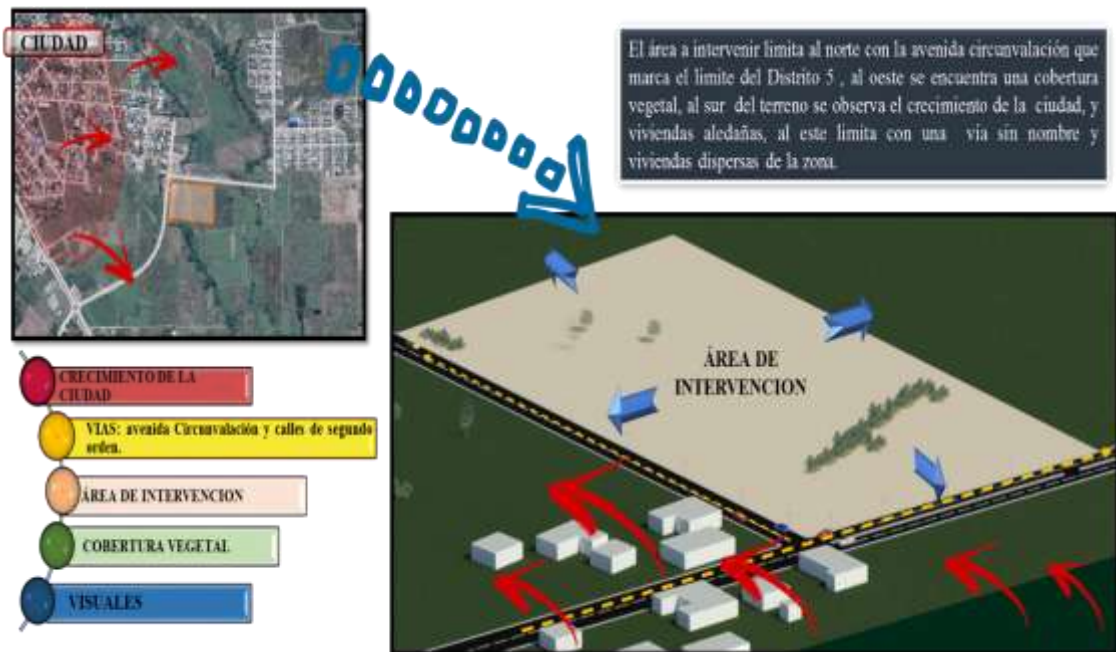 CIUDAD
El área a intervenir limita al norte con la avenida circunvalación que
marca el limite del Distrito 5 , al oeste se encuentra una cobertura
vegetal, al sur del terreno se observa el crecimiento de la ciudad, y
viviendas aledañas, al este limita con una via sin nombre y
viviendas dispersas de la zona.
ÁREA DE
INTERVENCION
CRECIMIENTO DE LA
CIUDAD
VIAS: avenida Circunvalación y calles de segundo
orden.
ÁREA DE INTERVENCION
COBERTURA VEGETAL
VISUALES